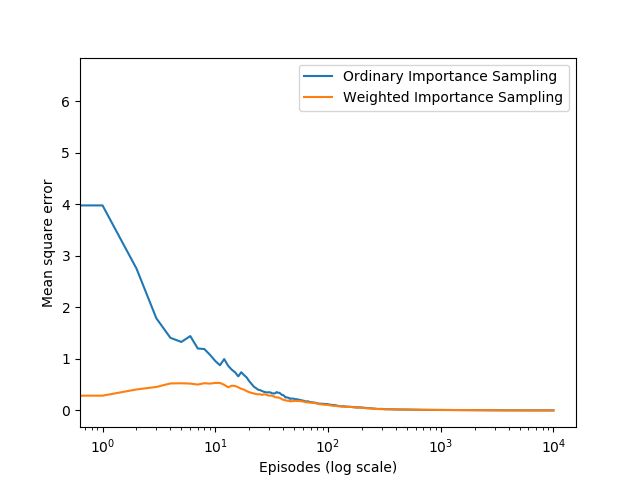 Ordinary Importance Sampling
Weighted Importance Sampling
6
5
4
3
2
1
0
Mean square error
10⁰ 10¹ 10² 10³ 10⁴
Episodes (log scale)